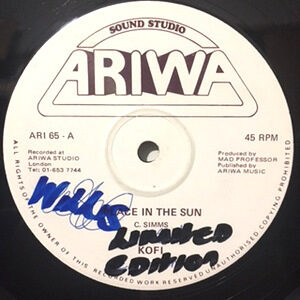 SOUND STUDIO
ARIWA
ARI 65 - A
45 RPM
Recorded at
ARIWA STUDIO
London
Tel: 01-653 7744
Produced by
MAD PROFESSOR
Published by
ARIWA MUSIC
LACE IN THE SUN
C. SIMMS
KOFI
LIMITED
EDITION
ALL RIGHTS OF THE OWNER OF THIS RECORDED WORK RESERVED UNAUTHORISED COPYING PROHIBITED